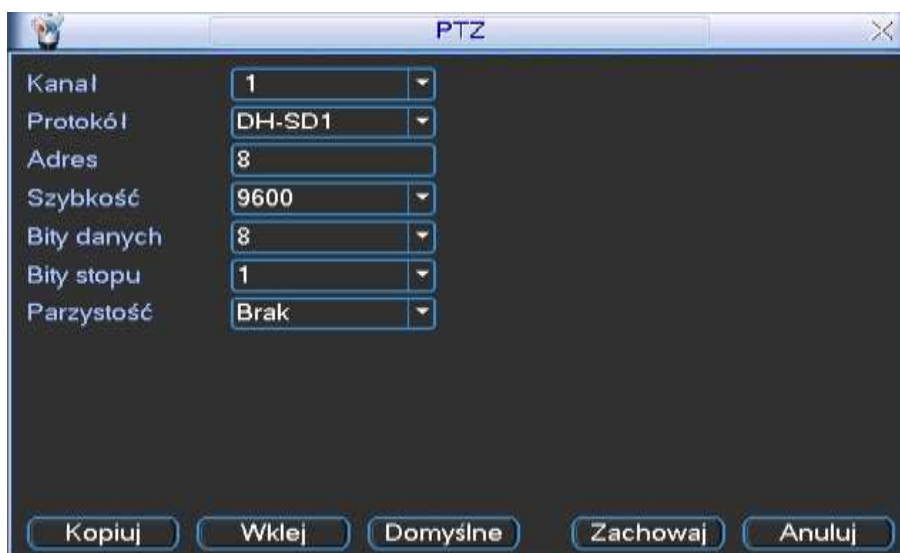 PTZ
Kanał 1
Protokół DH-SD1
Adres 8
Szybkość 9600
Bity danych 8
Bity stopu 1
Parzystość Brak
Kopiuj Wklej Domyślne Zachowaj Anuluj